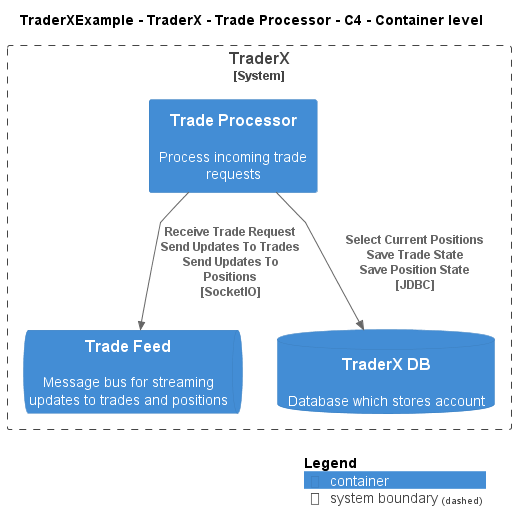 TraderXExample - TraderX - Trade Processor - C4 - Container level
TraderX
[System]
Trade Processor
Process incoming trade
requests
Receive Trade Request
Send Updates To Trades
Send Updates To
Positions
[SocketIO]
Select Current Positions
Save Trade State
Save Position State
[JDBC]
Trade Feed
Message bus for streaming
updates to trades and positions
TraderX DB
Database which stores account
Legend
container
system boundary (dashed)